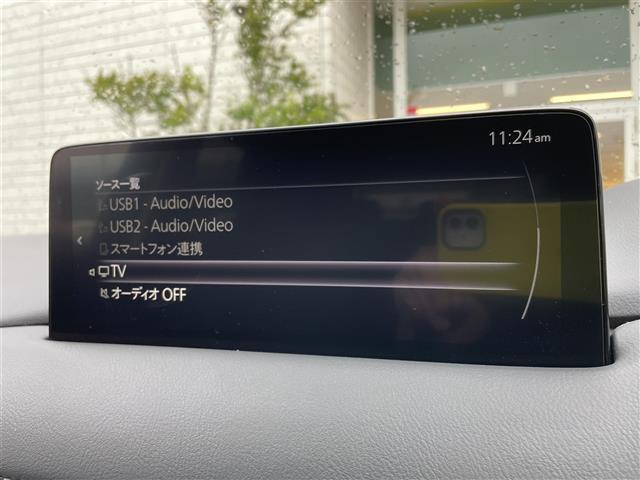 11:24am
ソース一覧
USB1 - Audio/Video
USB2 - Audio/Video
スマートフォン連携
TV
オーディオ OFF